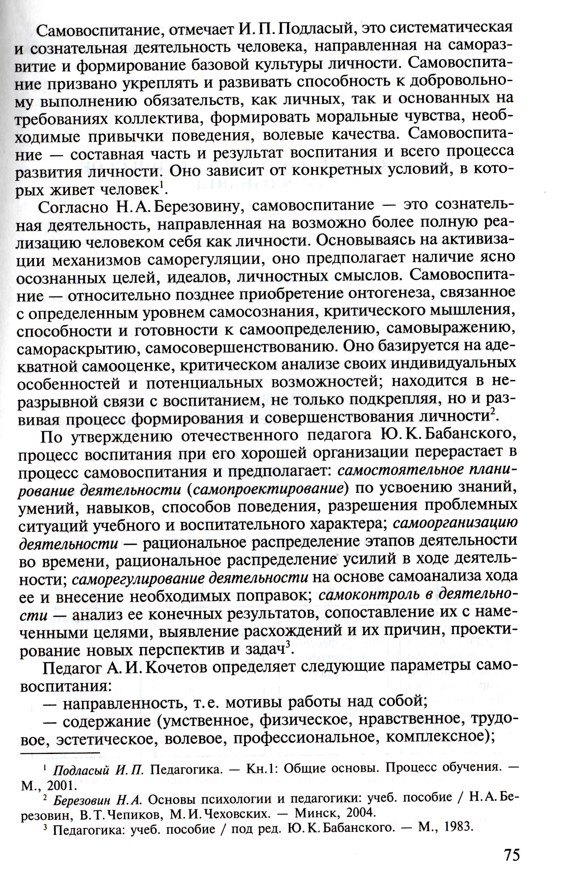 Самовоспитание, отмечает И. П. Подласый, это систематическая
и сознательная деятельность человека, направленная на самораз-
витие и формирование базовой культуры личности. Самовоспита-
ние призвано укреплять и развивать способность к добровольно-
му выполнению обязательств, как личных, так и основанных на
требованиях коллектива, формировать моральные чувства, необ-
ходимые привычки поведения, волевые качества. Самовоспита-
ние — составная часть и результат воспитания и всего процесса
развития личности. Оно зависит от конкретных условий, в кото-
рых живет человек¹.
Согласно Н. А. Березовину, самовоспитание — это сознатель-
ная деятельность, направленная на возможно более полную реа-
лизацию человеком себя как личности. Основываясь на активиза-
ции механизмов саморегуляции, оно предполагает наличие ясно
осознанных целей, идеалов, личностных смыслов. Самовоспита-
ние — относительно позднее приобретение онтогенеза, связанное
с определенным уровнем самосознания, критического мышления,
способности и готовности к самоопределению, самовыражению,
самораскрытию, самосовершенствованию. Оно базируется на аде-
кватной самооценке, критическом анализе своих индивидуальных
особенностей и потенциальных возможностей; находится в не-
разрывной связи с воспитанием, не только подкрепляя, но и раз-
вивая процесс формирования и совершенствования личности².
По утверждению отечественного педагога Ю. К. Бабанского,
процесс воспитания при его хорошей организации перерастает в
процесс самовоспитания и предполагает: самостоятельное плани-
рование деятельности (самопроектирование) по усвоению знаний,
умений, навыков, способов поведения, разрешения проблемных
ситуаций учебного и воспитательного характера; самоорганизацию
деятельности — рациональное распределение этапов деятельности
во времени, рациональное распределение усилий в ходе деятель-
ности; саморегулирование деятельности на основе самоанализа хода
ее и внесение необходимых поправок; самоконтроль в деятельно-
сти — анализ ее конечных результатов, сопоставление их с наме-
ченными целями, выявление расхождений и их причин, проекти-
рование новых перспектив и задач³.
Педагог А. И. Кочетов определяет следующие параметры само-
воспитания:
— направленность, т. е. мотивы работы над собой;
— содержание (умственное, физическое, нравственное, трудо-
вое, эстетическое, волевое, профессиональное, комплексное);
¹ Подласый И. П. Педагогика. — Кн.1: Общие основы. Процесс обучения. —
М., 2001.
² Березовин Н. А. Основы психологии и педагогики: учеб. пособие / Н. А. Бе-
резовин, В. Т. Чепиков, М. И. Чеховских. — Минск, 2004.
³ Педагогика: учеб. пособие / под ред. Ю. К. Бабанского. — М., 1983.
75